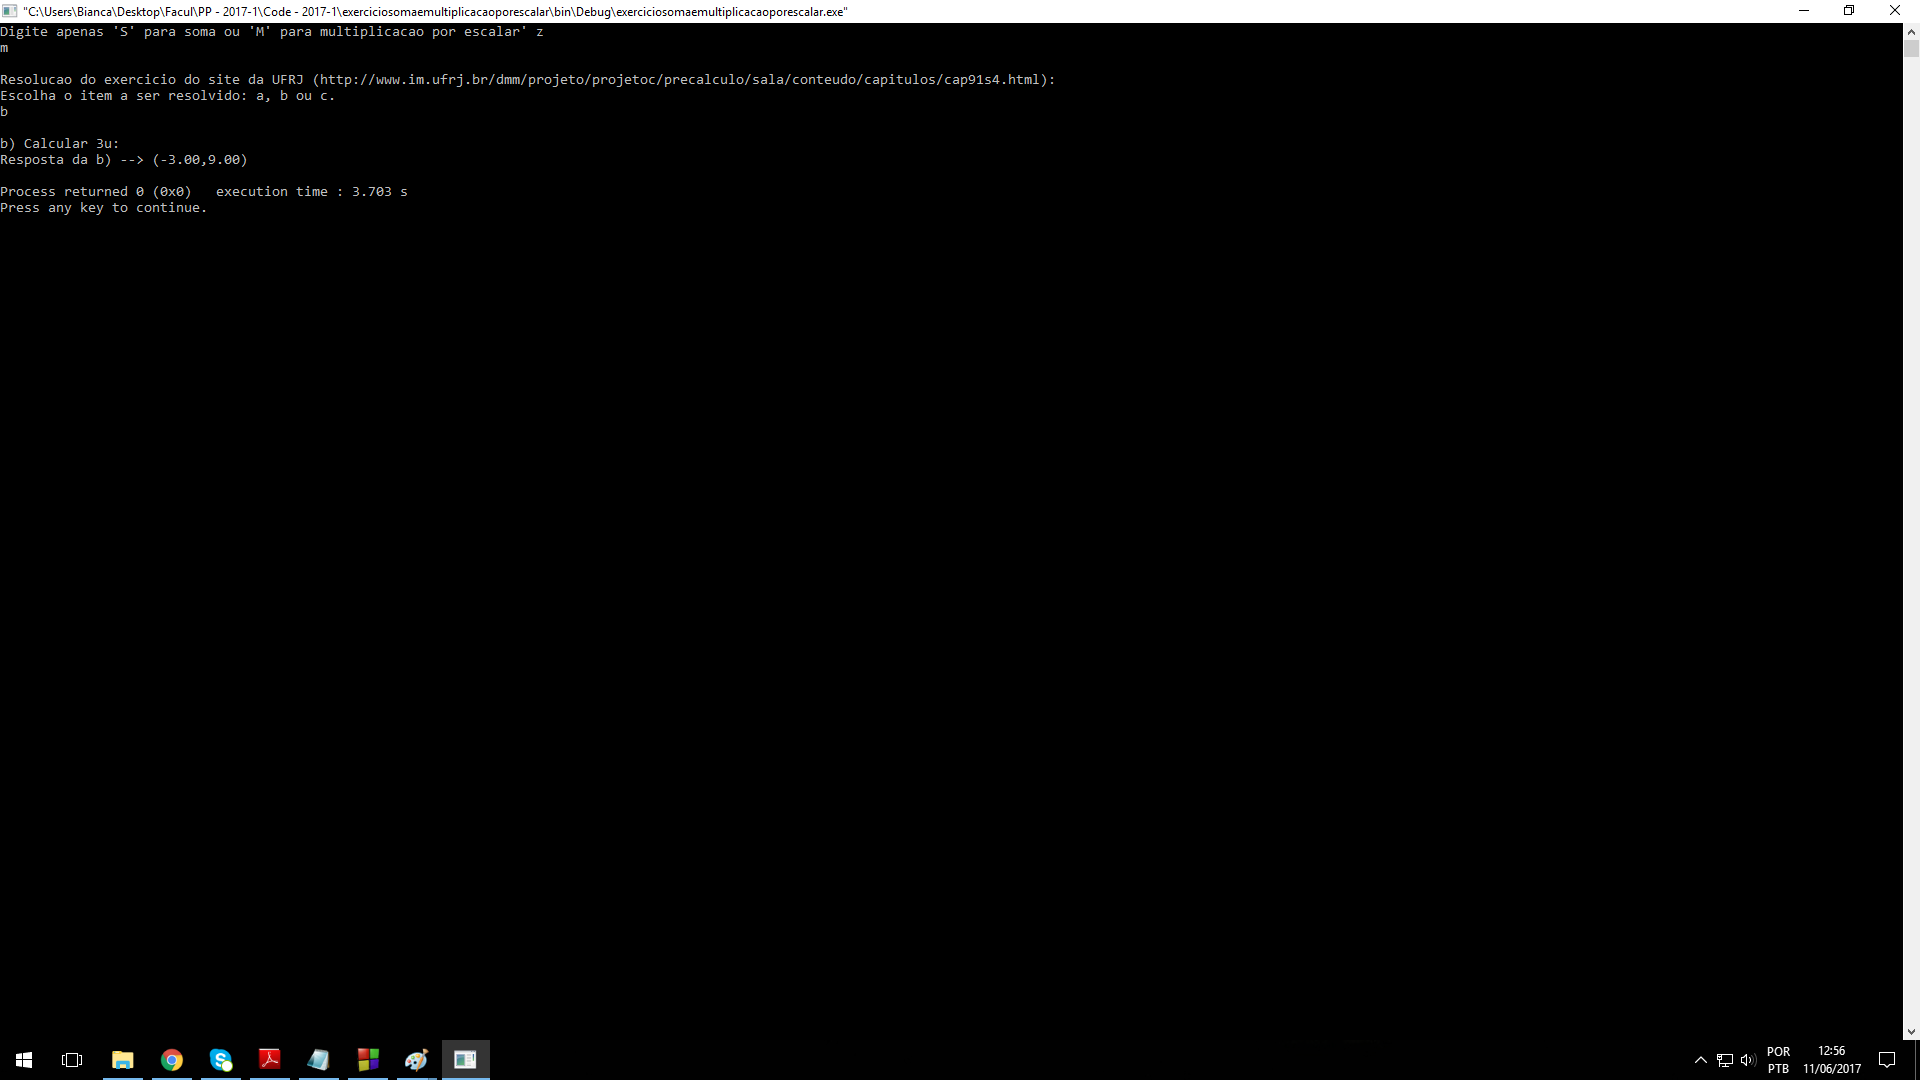 "C:\Users\Bianca\Desktop\Facul\PP - 2017-1\Code - 2017-1\exerciciosomaemultiplicacaoporescalar\bin\Debug\exerciciosomaemultiplicacaoporescalar.exe"
Digite apenas 'S' para soma ou 'M' para multiplicacao por escalar' z
m
Resolucao do exercicio do site da UFRJ (http://www.im.ufrj.br/dmm/projeto/projetoc/precalculo/sala/conteudo/capitulos/cap91s4.html):
Escolha o item a ser resolvido: a, b ou c.
b
b) Calcular 3u:
Resposta da b) --> (-3.00,9.00)
Process returned 0 (0x0)   execution time : 3.703 s
Press any key to continue.
POR
PTB
12:56
11/06/2017